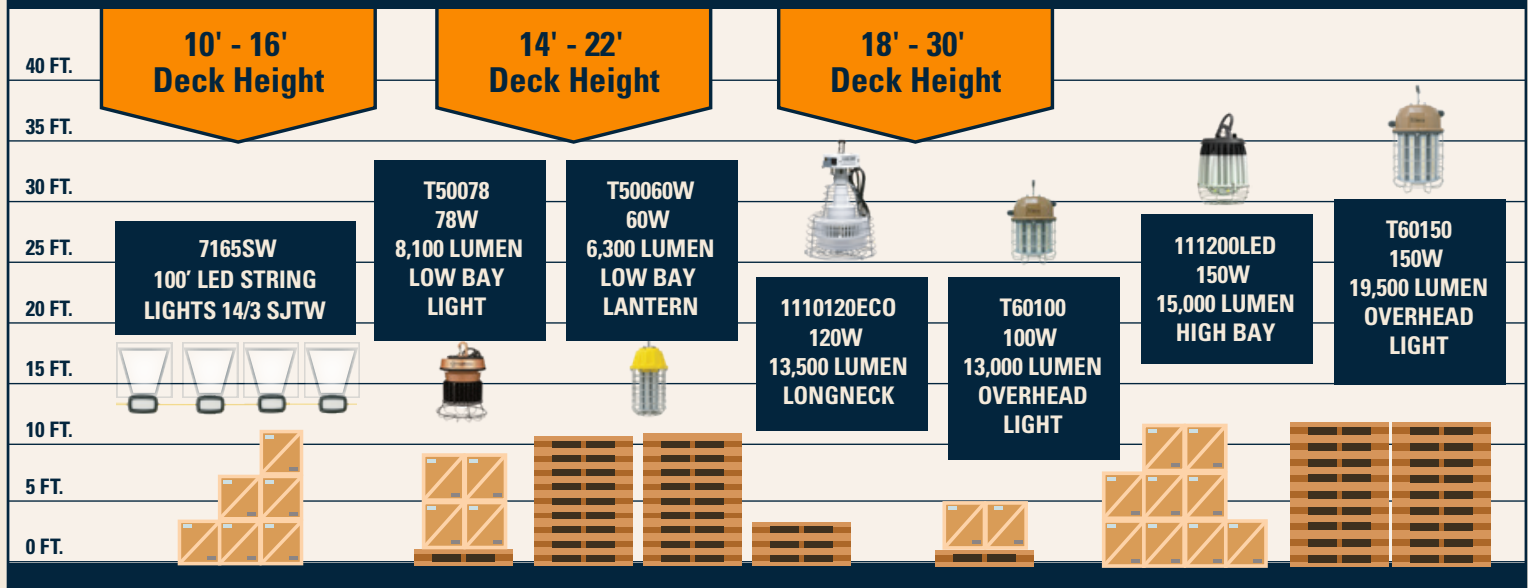 10' - 16'
Deck Height
14' - 22'
Deck Height
18' - 30'
Deck Height
40 FT.
35 FT.
30 FT.
25 FT.
20 FT.
15 FT.
10 FT.
5 FT.
0 FT.
7165SW
100’ LED STRING
LIGHTS 14/3 SJTW
T50078
78W
8,100 LUMEN
LOW BAY
LIGHT
T50060W
60W
6,300 LUMEN
LOW BAY
LANTERN
1110120ECO
120W
13,500 LUMEN
LONGNECK
T60100
100W
13,000 LUMEN
OVERHEAD
LIGHT
111200LED
150W
15,000 LUMEN
HIGH BAY
T60150
150W
19,500 LUMEN
OVERHEAD
LIGHT